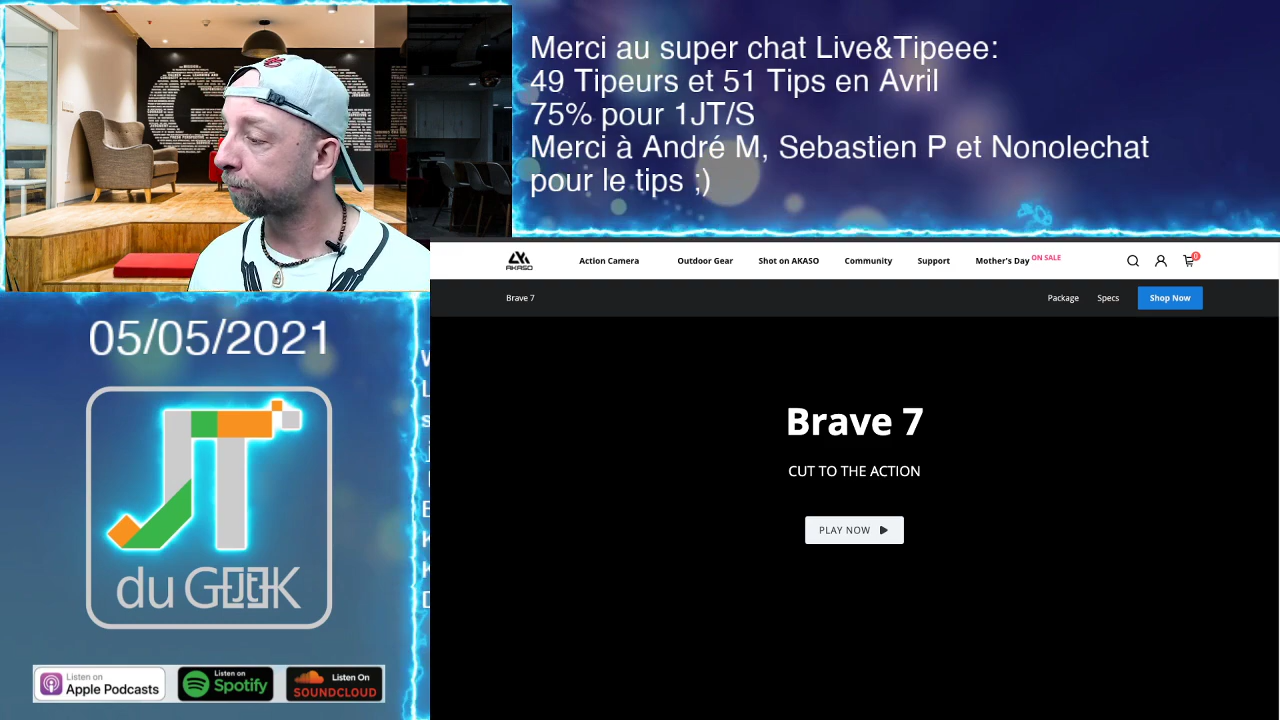 Merci au super chat Live&Tipeee:
49 Tipeurs et 51 Tips en Avril
75% pour 1JT/S
Merci à André M, Sebastien P et Nonolechat
pour le tips ;)
AKASO
Action Camera
Outdoor Gear
Shot on AKASO
Community
Support
Mother's Day ON SALE
0
Brave 7
Package
Specs
Shop Now
Brave 7
CUT TO THE ACTION
PLAY NOW
05/05/2021
JT
du GEEK
Listen on
Apple Podcasts
Listen on
Spotify
Listen On
SOUNDCLOUD